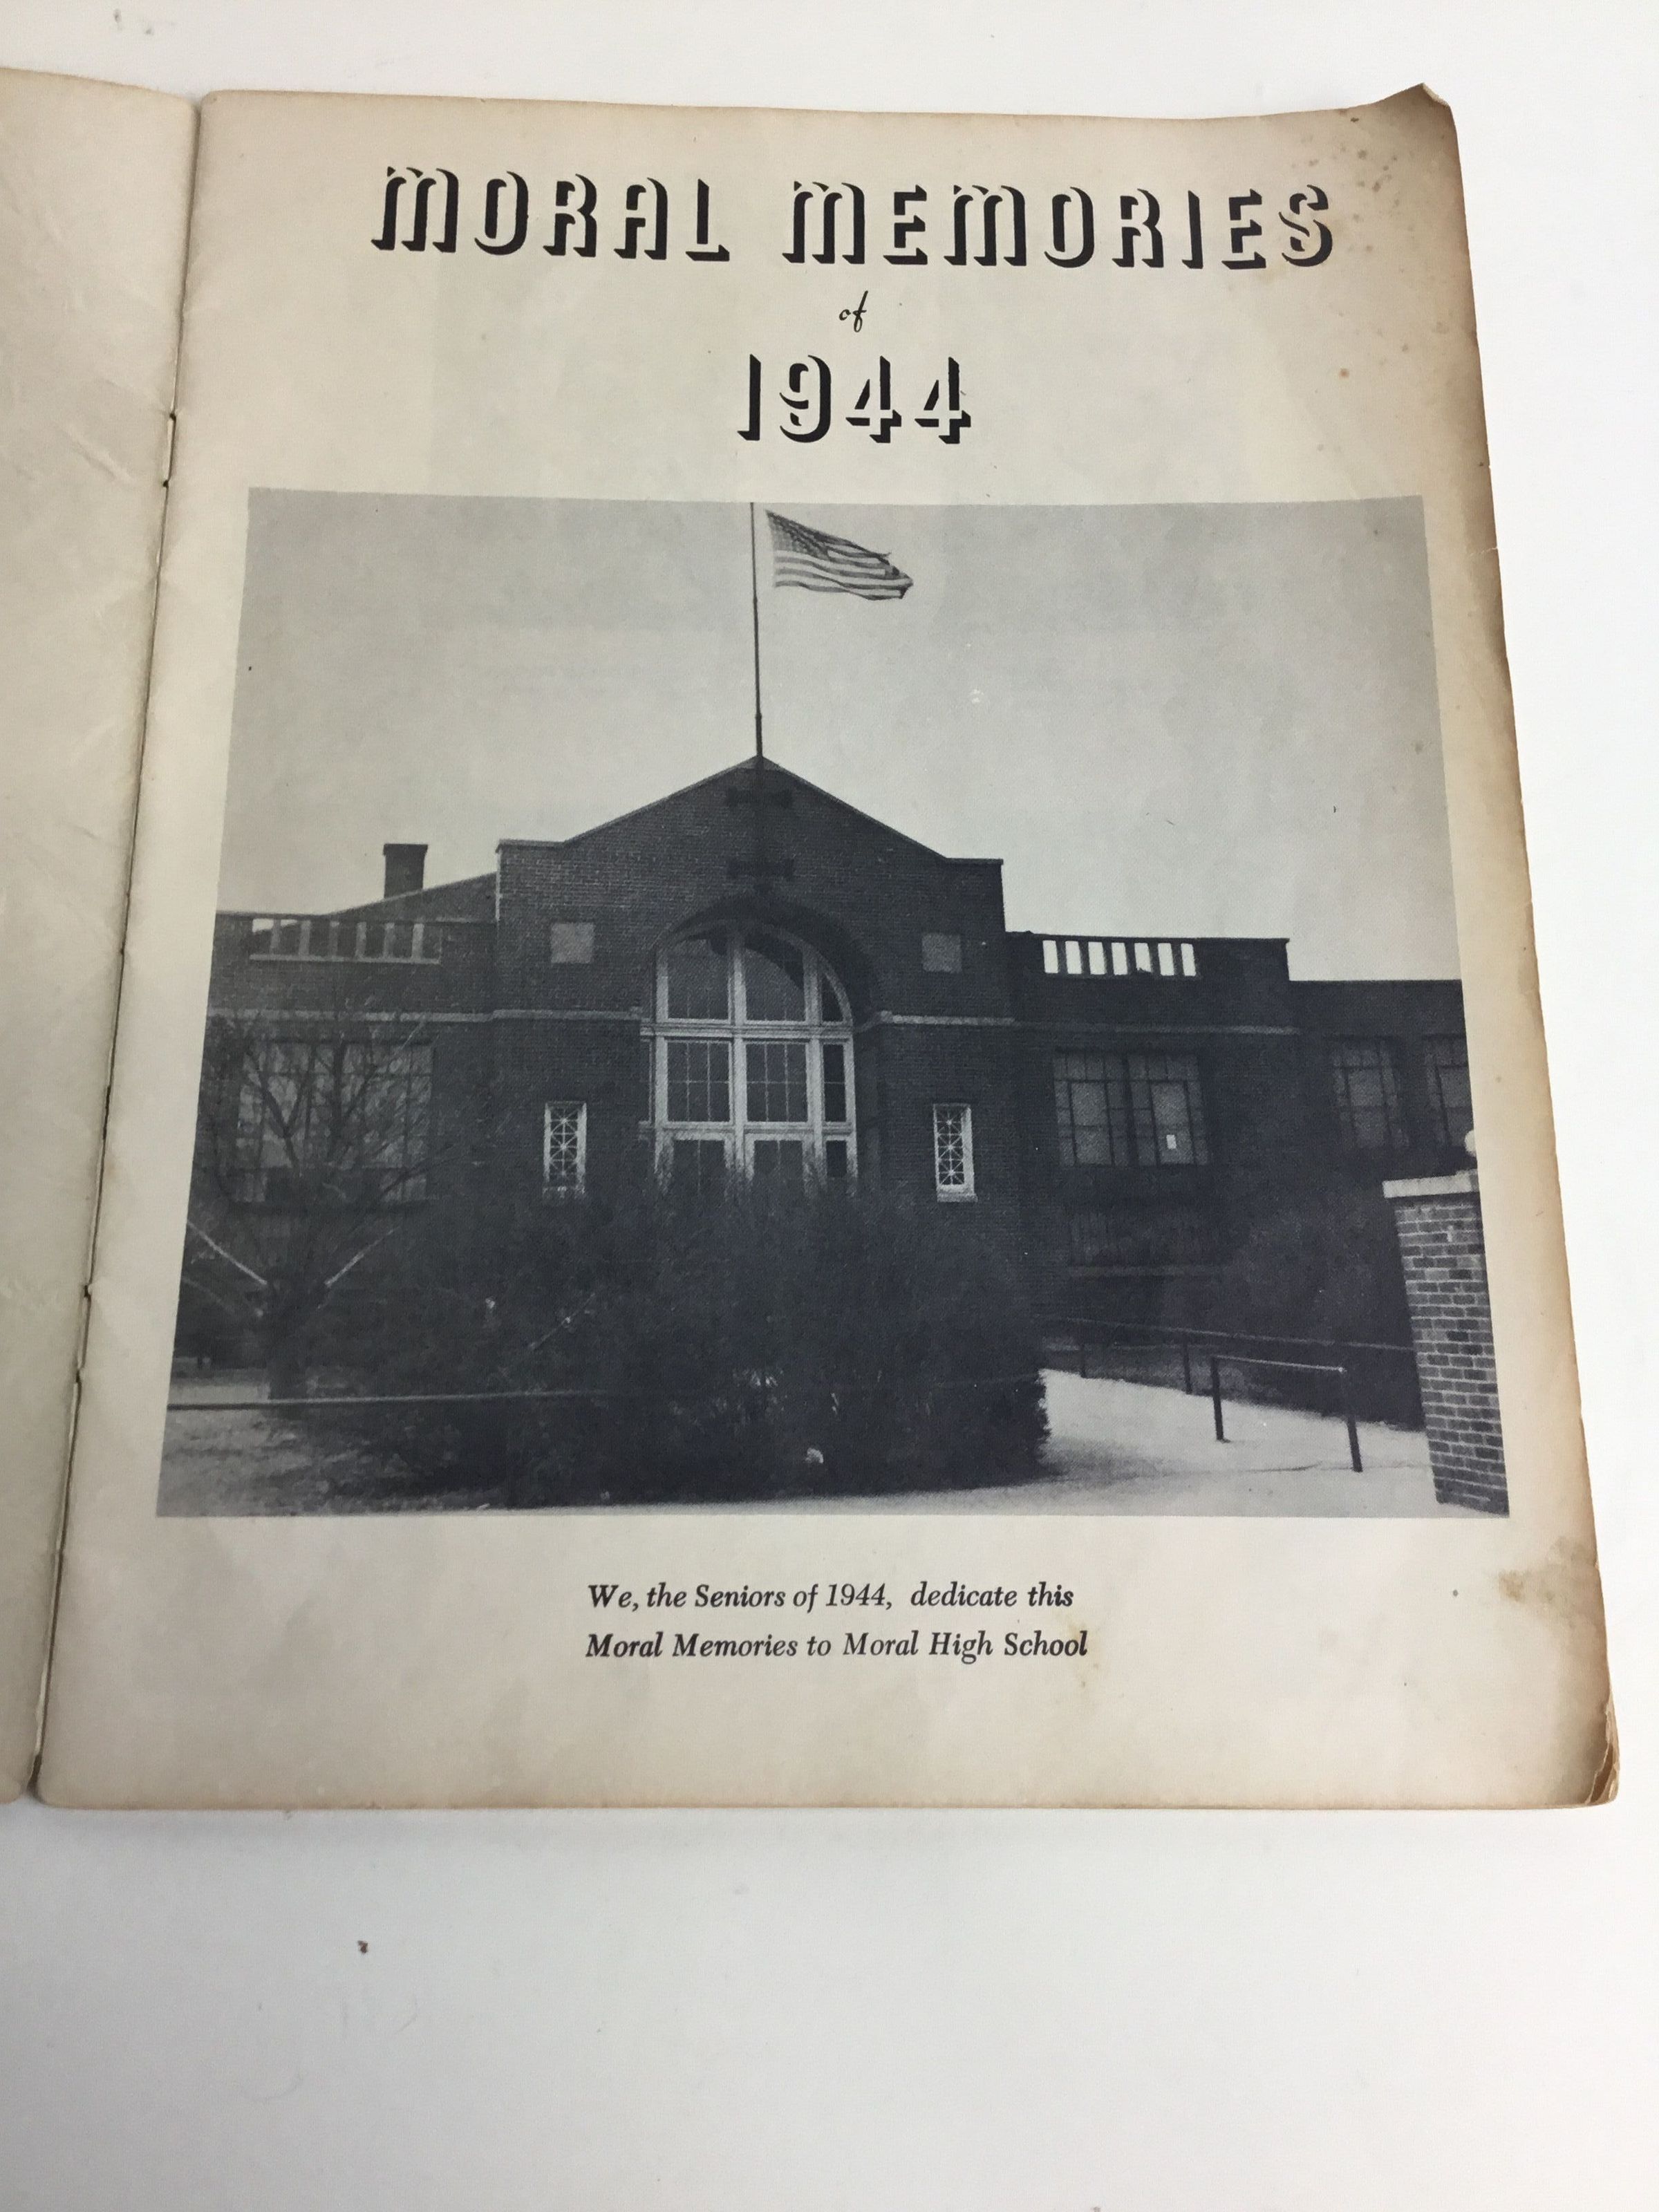 MORAL MEMORIES
of
1944
We, the Seniors of 1944, dedicate this
Moral Memories to Moral High School